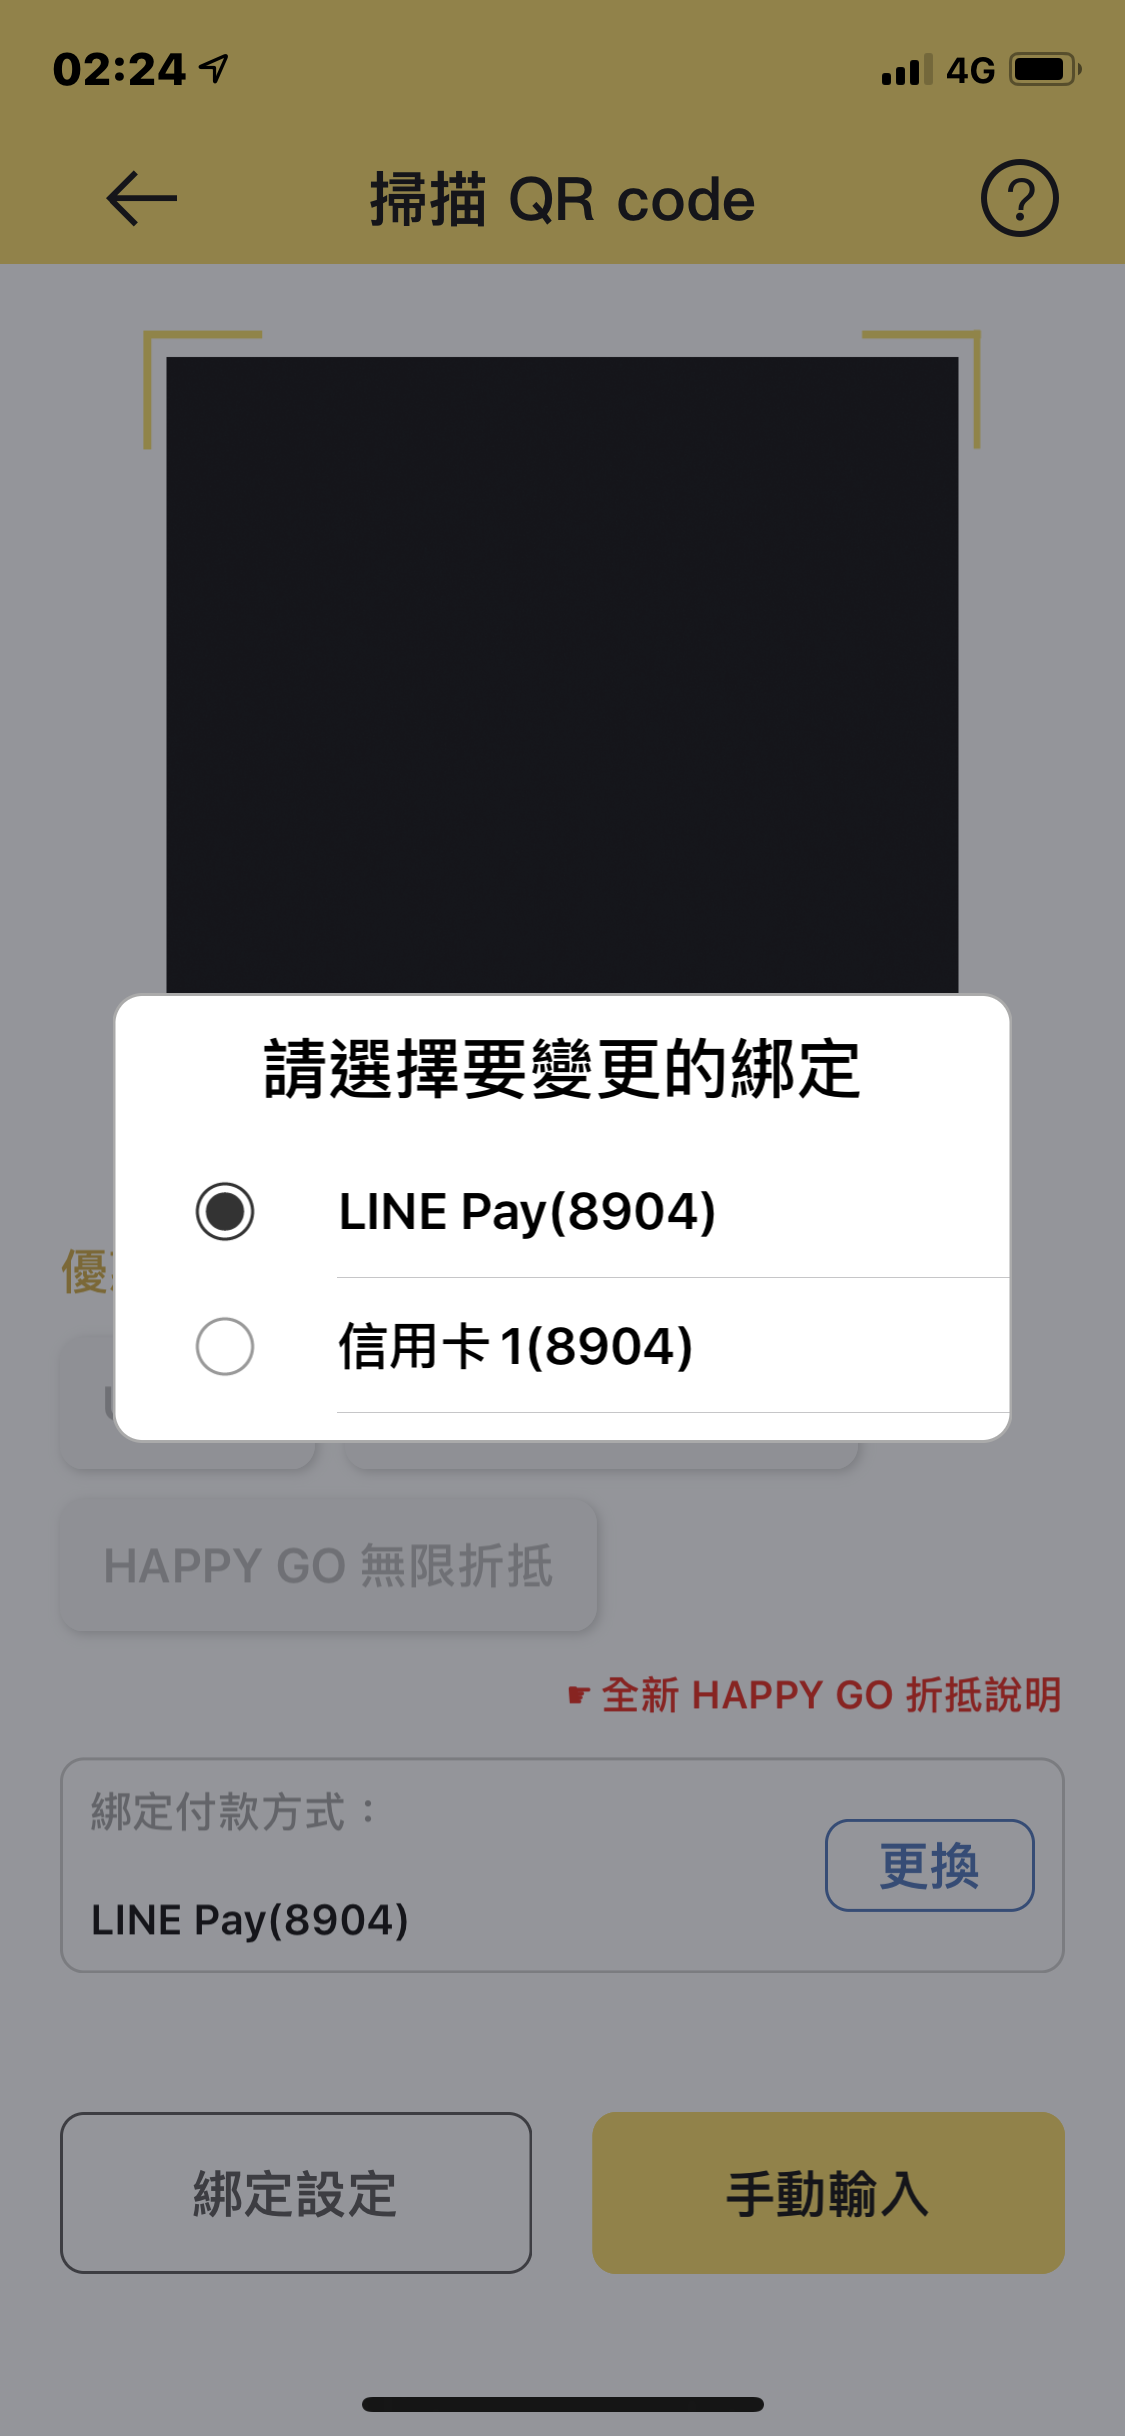 02:24
4G
掃描 QR code
?
請選擇要變更的綁定
LINE Pay(8904)
信用卡 1(8904)
優
HAPPY GO 無限折抵
☛ 全新 HAPPY GO 折抵說明
綁定付款方式：
更換
LINE Pay(8904)
綁定設定
手動輸入